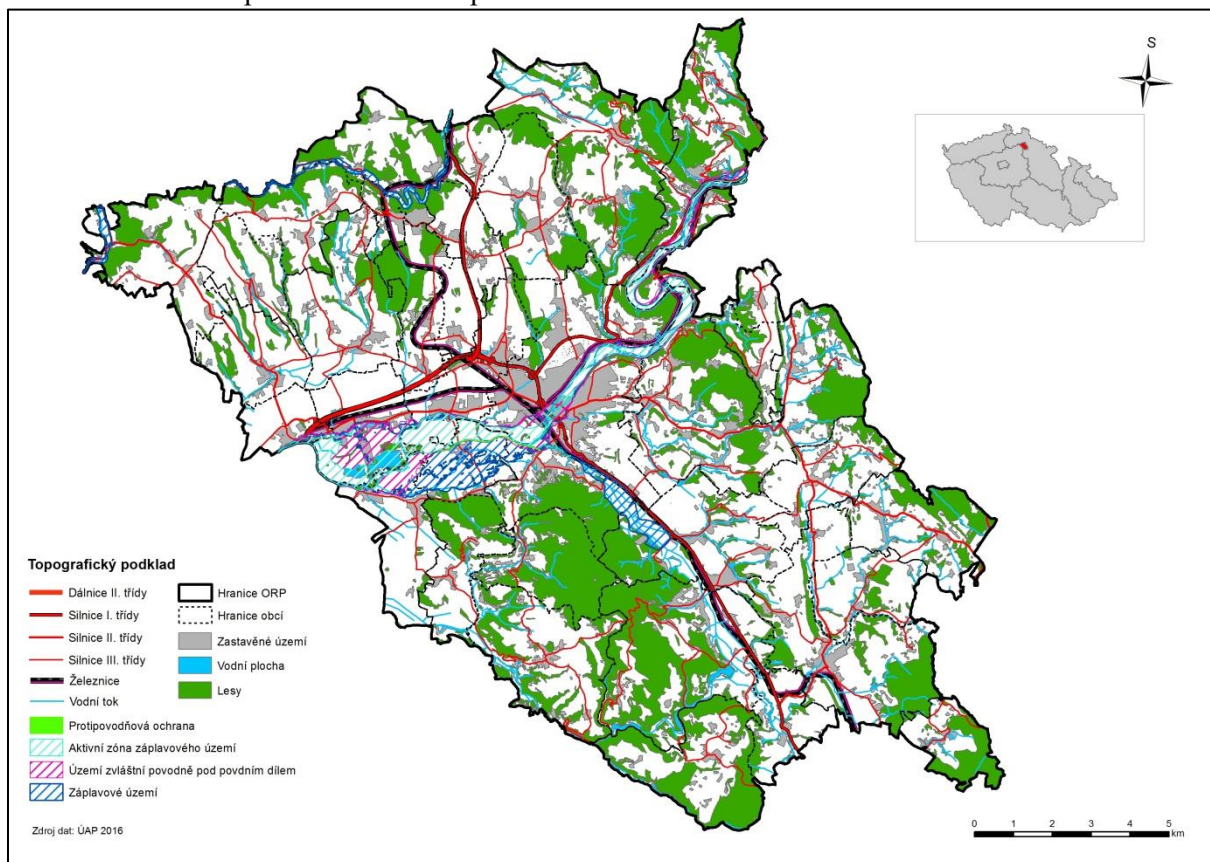 S
Topografický podklad
Dálnice II. třídy
Silnice I. třídy
Silnice II. třídy
Silnice III. třídy
Železnice
Vodní tok
Protipovodňová ochrana
Aktivní zóna záplavového území
Území zvláštní povodně pod povdním dílem
Záplavové území
Hranice ORP
Hranice obcí
Zastavěné území
Vodní plocha
Lesy
Zdroj dat: ÚAP 2016
0 1 2 3 4 5
km